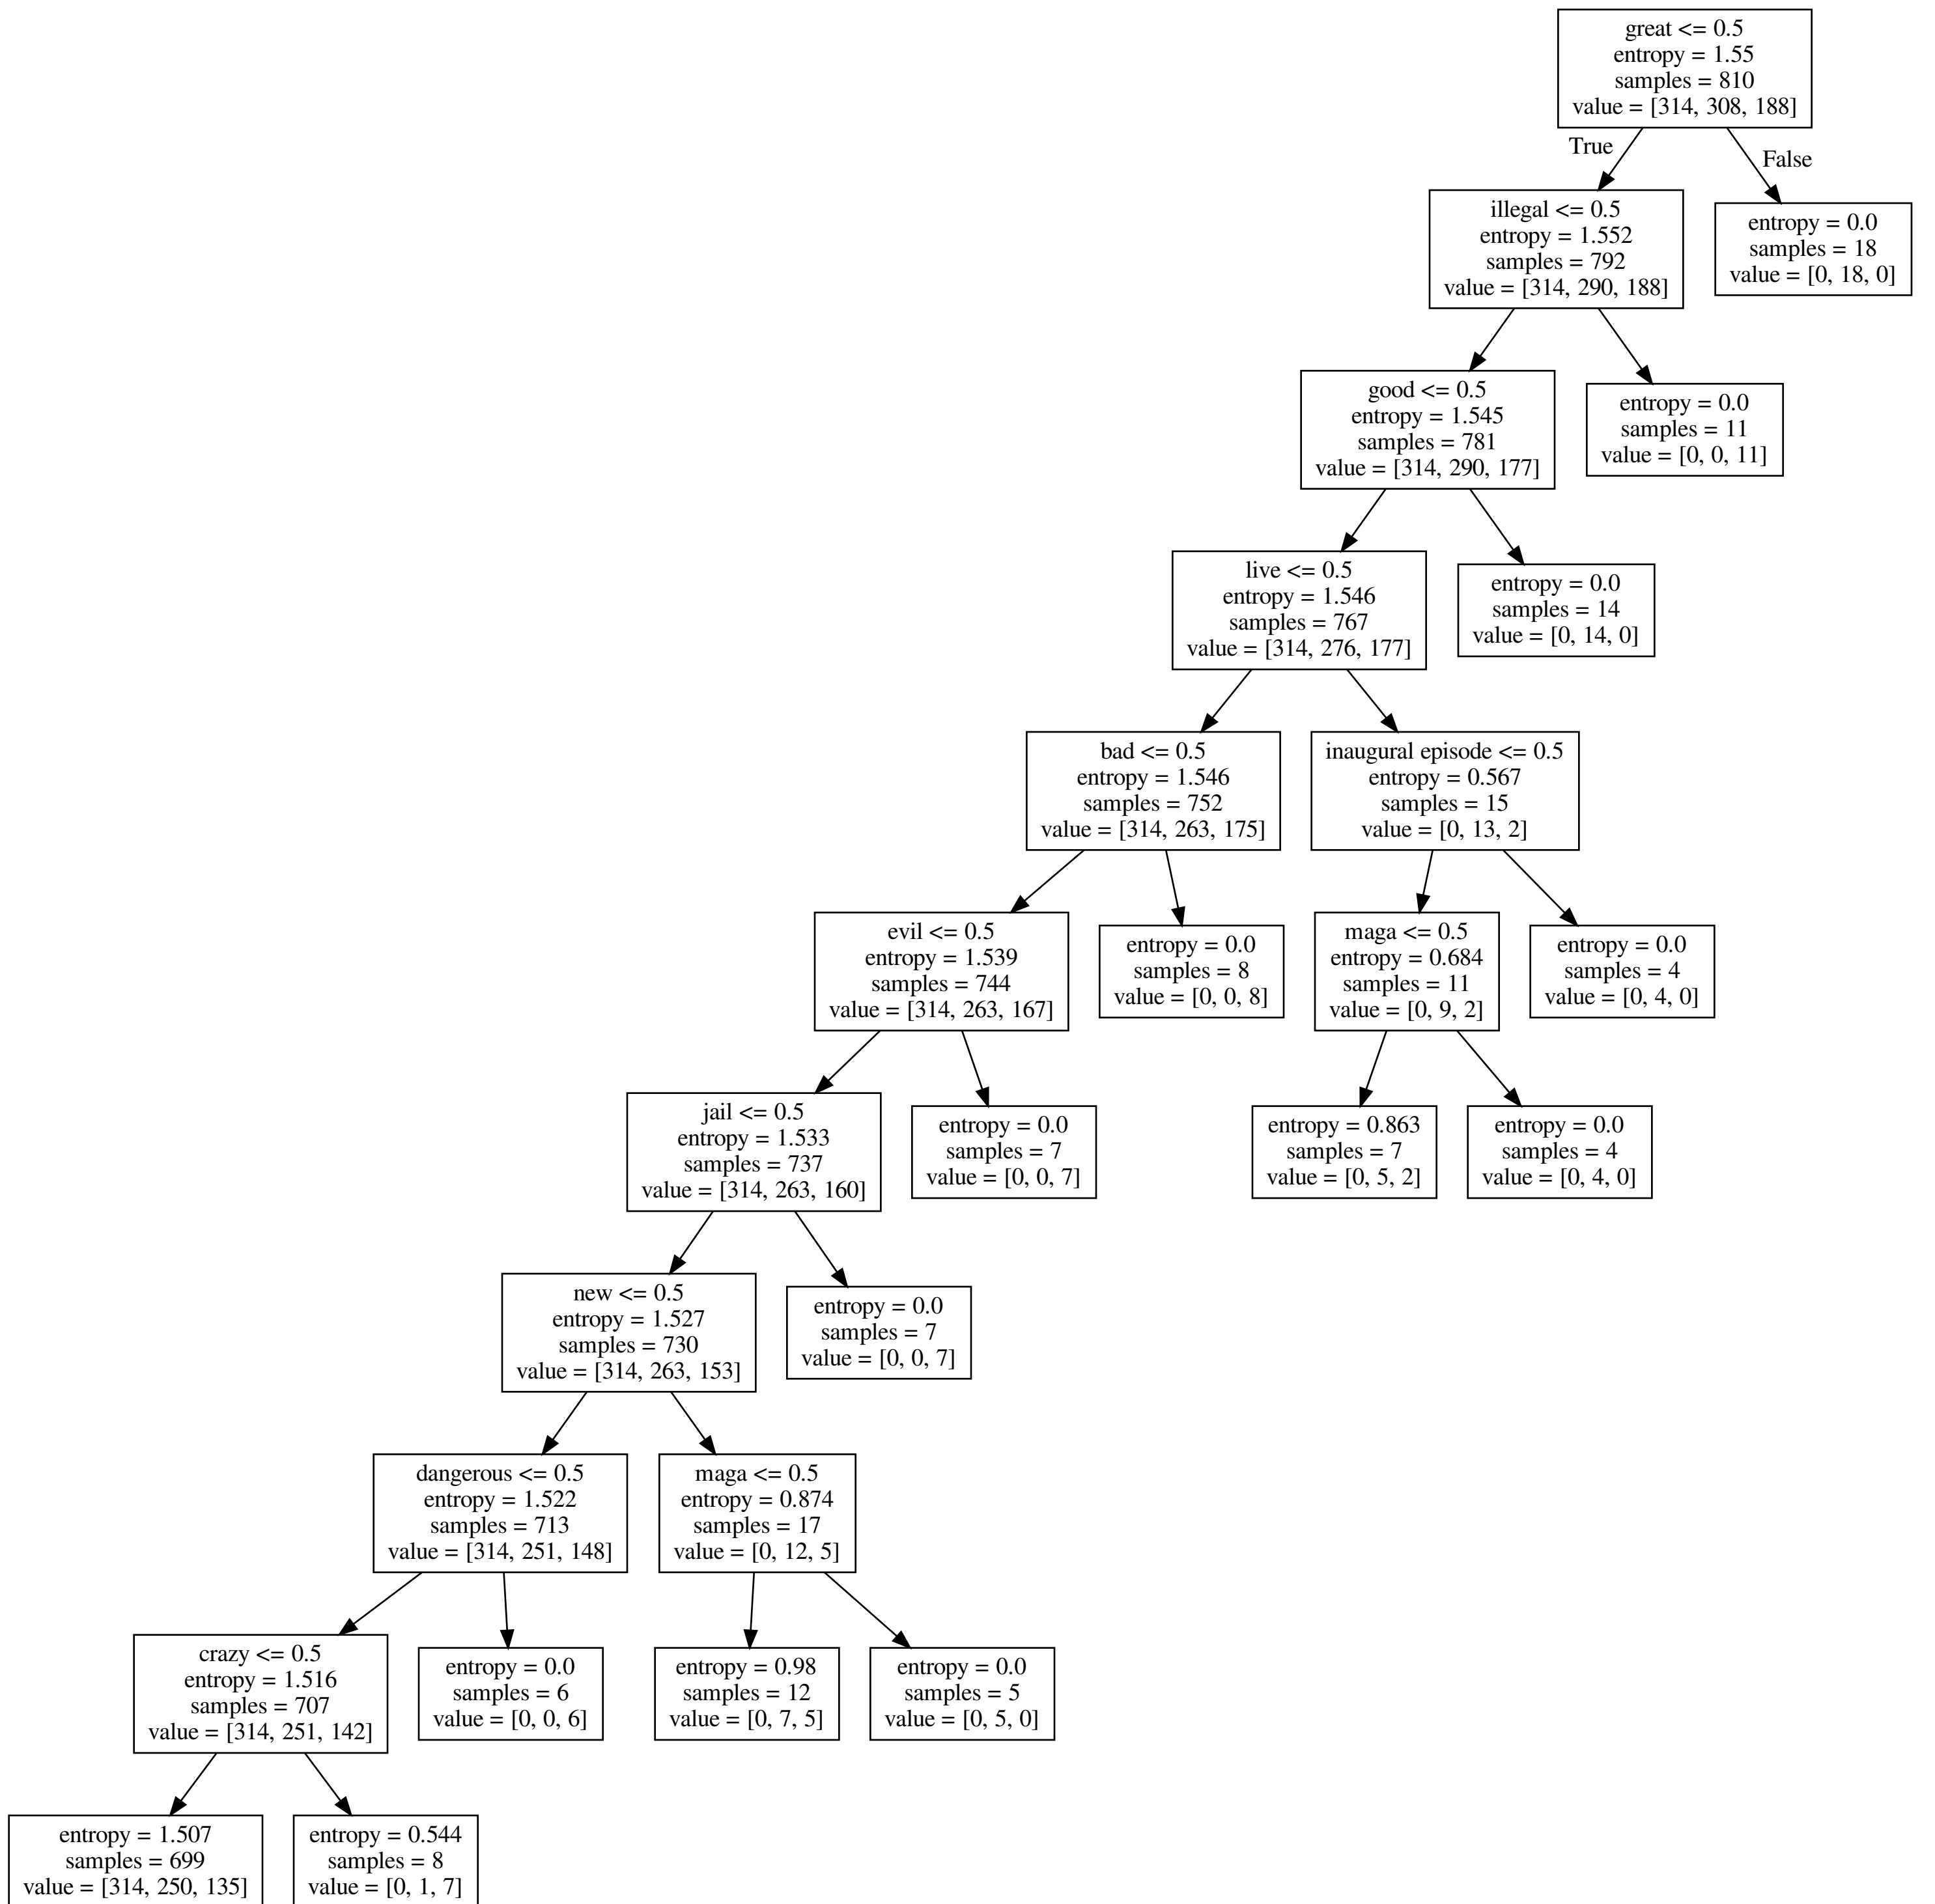 great <= 0.5
entropy = 1.55
samples = 810
value = [314, 308, 188]
True
False
illegal <= 0.5
entropy = 1.552
samples = 792
value = [314, 290, 188]
entropy = 0.0
samples = 18
value = [0, 18, 0]
good <= 0.5
entropy = 1.545
samples = 781
value = [314, 290, 177]
entropy = 0.0
samples = 11
value = [0, 0, 11]
live <= 0.5
entropy = 1.546
samples = 767
value = [314, 276, 177]
entropy = 0.0
samples = 14
value = [0, 14, 0]
bad <= 0.5
entropy = 1.546
samples = 752
value = [314, 263, 175]
inaugural episode <= 0.5
entropy = 0.567
samples = 15
value = [0, 13, 2]
evil <= 0.5
entropy = 1.539
samples = 744
value = [314, 263, 167]
entropy = 0.0
samples = 8
value = [0, 0, 8]
maga <= 0.5
entropy = 0.684
samples = 11
value = [0, 9, 2]
entropy = 0.0
samples = 4
value = [0, 4, 0]
jail <= 0.5
entropy = 1.533
samples = 737
value = [314, 263, 160]
entropy = 0.0
samples = 7
value = [0, 0, 7]
entropy = 0.863
samples = 7
value = [0, 5, 2]
entropy = 0.0
samples = 4
value = [0, 4, 0]
new <= 0.5
entropy = 1.527
samples = 730
value = [314, 263, 153]
entropy = 0.0
samples = 7
value = [0, 0, 7]
dangerous <= 0.5
entropy = 1.522
samples = 713
value = [314, 251, 148]
maga <= 0.5
entropy = 0.874
samples = 17
value = [0, 12, 5]
crazy <= 0.5
entropy = 1.516
samples = 707
value = [314, 251, 142]
entropy = 0.0
samples = 6
value = [0, 0, 6]
entropy = 0.98
samples = 12
value = [0, 7, 5]
entropy = 0.0
samples = 5
value = [0, 5, 0]
entropy = 1.507
samples = 699
value = [314, 250, 135]
entropy = 0.544
samples = 8
value = [0, 1, 7]